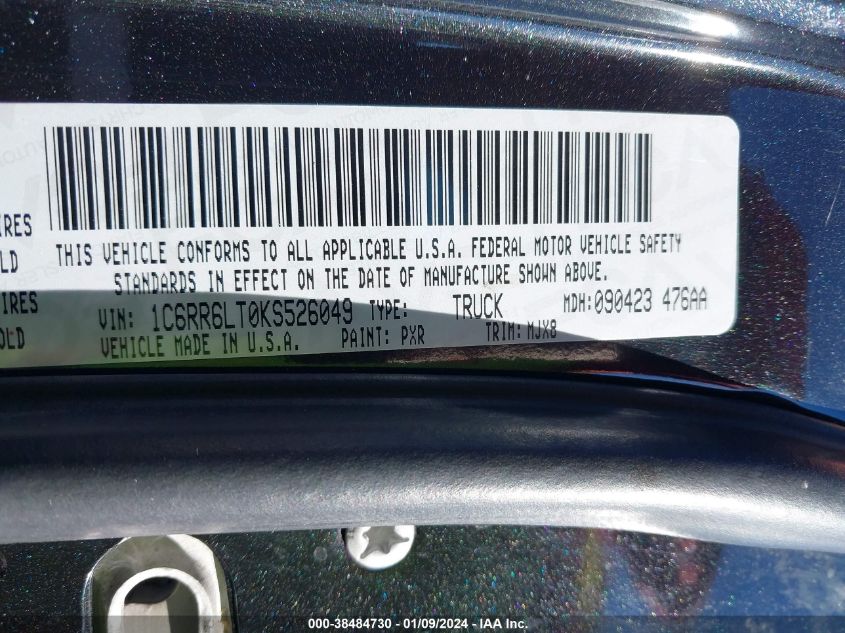 THIS VEHICLE CONFORMS TO ALL APPLICABLE U.S.A. FEDERAL MOTOR VEHICLE SAFETY
STANDARDS IN EFFECT ON THE DATE OF MANUFACTURE SHOWN ABOVE.
VIN: 1C6RR6LT0KS526049 TYPE: TRUCK MDH:090423 476AA
VEHICLE MADE IN U.S.A. PAINT: PXR TRIM: MJX8
IRES
LD
IRES
OLD
000-38484730 - 01/09/2024 - IAA Inc.